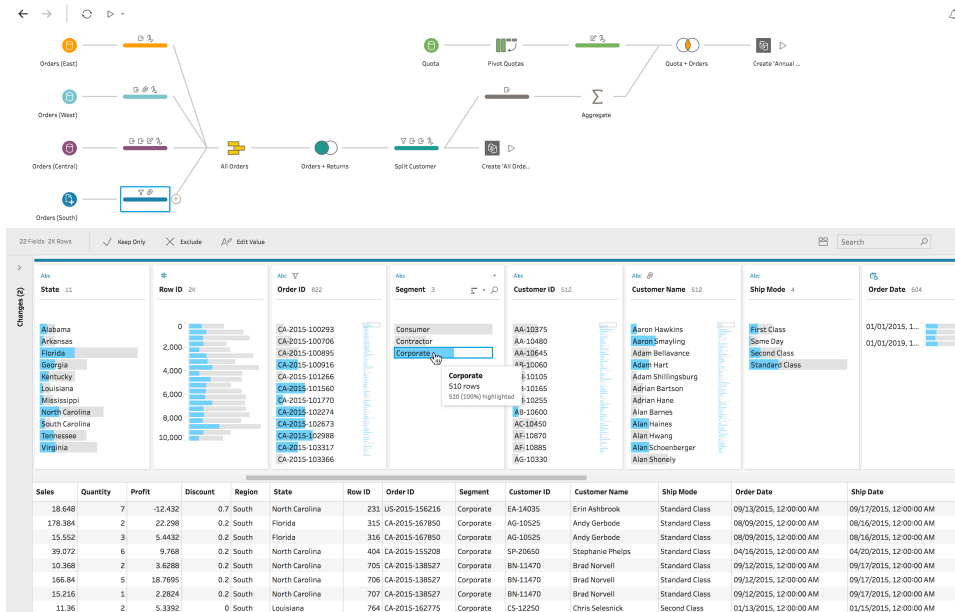 Orders (East)
Quota
Pivot Quotas
Quota + Orders
Create 'Annual ...
Orders (West)
Aggregate
Orders (Central)
All Orders
Orders + Returns
Split Customer
Create 'All Orde...
Orders (South)
22 Fields 2K Rows
Keep Only
Exclude
Edit Value
Search
Changes (2)
Abc
State 11
Alabama
Arkansas
Florida
Georgia
Kentucky
Louisiana
Mississippi
North Carolina
South Carolina
Tennessee
Virginia
#
Row ID 2K
0
2,000
4,000
6,000
8,000
10,000
Abc
Order ID 822
CA-2015-100293
CA-2015-100706
CA-2015-100895
CA-2015-100916
CA-2015-101266
CA-2015-101560
CA-2015-101770
CA-2015-102274
CA-2015-102673
CA-2015-102988
CA-2015-103317
CA-2015-103366
Abc
Segment 3
Consumer
Contractor
Corporate
Corporate
510 rows
510 (100%) highlighted
Abc
Customer ID 512
AA-10375
AA-10480
AA-10645
AB-10060
-10105
-10165
-10255
AB-10600
AC-10450
AF-10870
AF-10885
AG-10330
Abc
Customer Name 512
Aaron Hawkins
Aaron Smayling
Adam Bellavance
Adam Hart
Adam Shillingsburg
Adrian Barton
Adrian Hane
Alan Barnes
Alan Haines
Alan Hwang
Alan Schoenberger
Alan Shonely
Abc
Ship Mode 4
First Class
Same Day
Second Class
Standard Class
Order Date 604
01/01/2015, 1...
01/01/2019, 1...
Sales Quantity Profit Discount Region State Row ID Order ID Segment Customer ID Customer Name Ship Mode Order Date Ship Date
18.648 7 -12.432 0.7 South North Carolina 231 US-2015-156216 Corporate EA-14035 Erin Ashbrook Standard Class 09/13/2015, 12:00:00 AM 09/17/2015, 12:00:00 AM
178.384 2 22.298 0.2 South Florida 315 CA-2015-167850 Corporate AG-10525 Andy Gerbode Standard Class 08/09/2015, 12:00:00 AM 08/16/2015, 12:00:00 AM
15.552 3 5.4432 0.2 South Florida 316 CA-2015-167850 Corporate AG-10525 Andy Gerbode Standard Class 08/09/2015, 12:00:00 AM 08/16/2015, 12:00:00 AM
39.072 6 9.768 0.2 South North Carolina 404 CA-2015-155208 Corporate SP-20650 Stephanie Phelps Standard Class 04/16/2015, 12:00:00 AM 04/20/2015, 12:00:00 AM
10.368 2 3.6288 0.2 South North Carolina 705 CA-2015-138527 Corporate BN-11470 Brad Norvell Standard Class 09/12/2015, 12:00:00 AM 09/17/2015, 12:00:00 AM
166.84 5 18.7695 0.2 South North Carolina 706 CA-2015-138527 Corporate BN-11470 Brad Norvell Standard Class 09/12/2015, 12:00:00 AM 09/17/2015, 12:00:00 AM
15.216 1 2.2824 0.2 South North Carolina 707 CA-2015-138527 Corporate BN-11470 Brad Norvell Standard Class 09/12/2015, 12:00:00 AM 09/17/2015, 12:00:00 AM
11.36 2 5.3392 0 South Louisiana 764 CA-2015-162775 Corporate CS-12250 Chris Selesnick Second Class 01/13/2015, 12:00:00 AM 01/15/2015, 12:00:00 AM